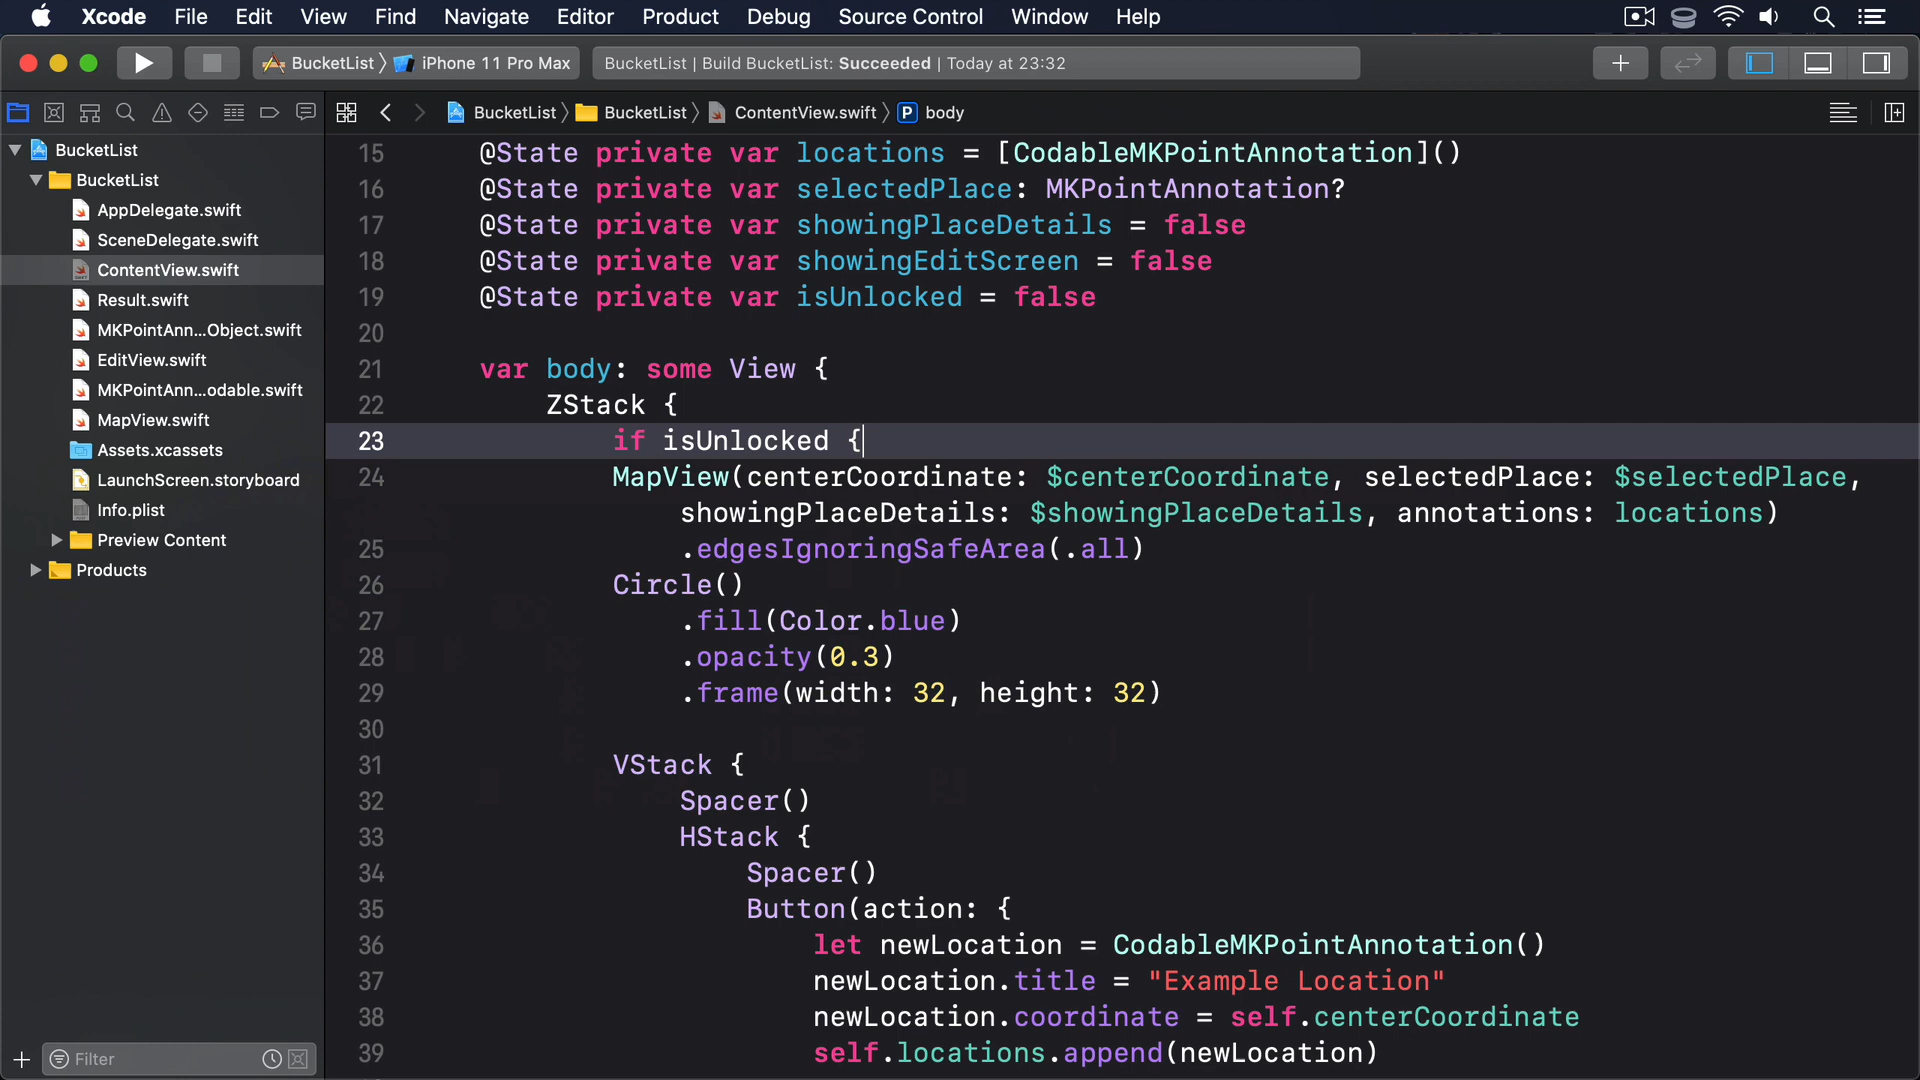 Xcode File Edit View Find Navigate Editor Product Debug Source Control Window Help
BucketList iPhone 11 Pro Max BucketList | Build BucketList: Succeeded | Today at 23:32
BucketList BucketList ContentView.swift P body
BucketList
BucketList
AppDelegate.swift
SceneDelegate.swift
ContentView.swift
Result.swift
MKPointAnn...Object.swift
EditView.swift
MKPointAnn...odable.swift
MapView.swift
Assets.xcassets
LaunchScreen.storyboard
Info.plist
Preview Content
Products
Filter
15 @State private var locations = [CodableMKPointAnnotation]()
16 @State private var selectedPlace: MKPointAnnotation?
17 @State private var showingPlaceDetails = false
18 @State private var showingEditScreen = false
19 @State private var isUnlocked = false
20
21 var body: some View {
22 ZStack {
23 if isUnlocked {
24 MapView(centerCoordinate: $centerCoordinate, selectedPlace: $selectedPlace,
showingPlaceDetails: $showingPlaceDetails, annotations: locations)
25 .edgesIgnoringSafeArea(.all)
26 Circle()
27 .fill(Color.blue)
28 .opacity(0.3)
29 .frame(width: 32, height: 32)
30
31 VStack {
32 Spacer()
33 HStack {
34 Spacer()
35 Button(action: {
36 let newLocation = CodableMKPointAnnotation()
37 newLocation.title = "Example Location"
38 newLocation.coordinate = self.centerCoordinate
39 self.locations.append(newLocation)